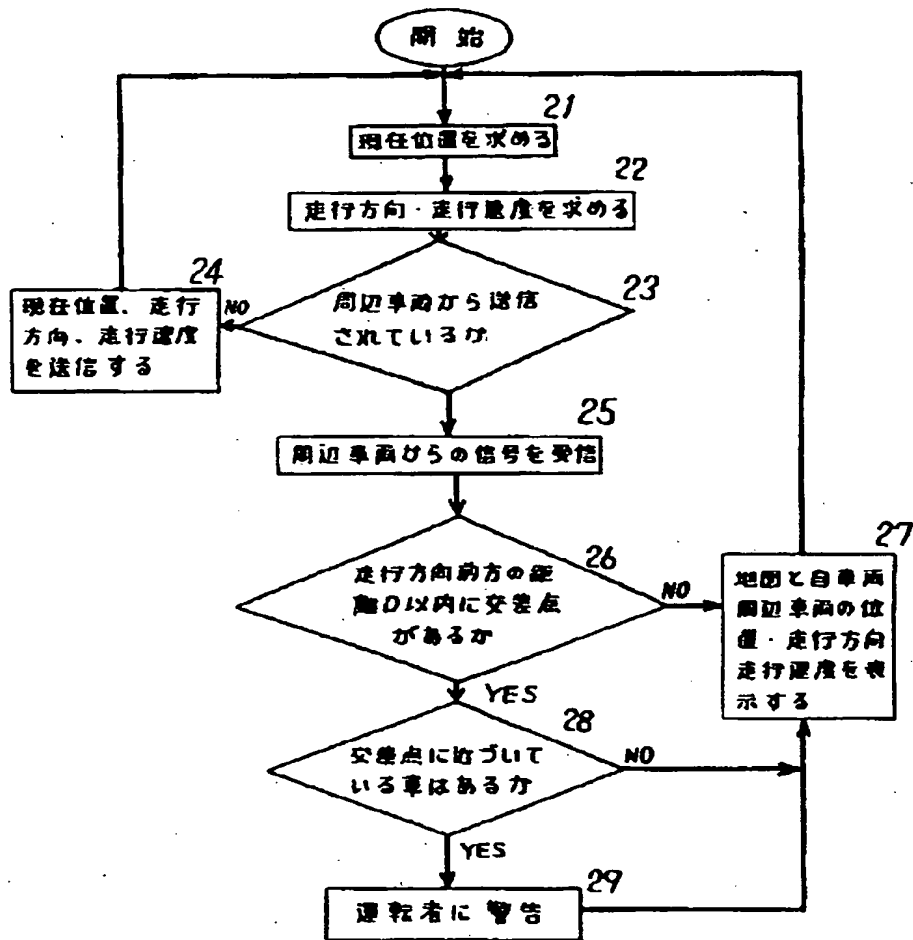 開始
21
現在位置を求める
22
走行方向・走行速度を求める
23
周辺車両から送信
されているか
24
現在位置、走行
方向、走行速度
を送信する
NO
25
周辺車両からの信号を受信
26
走行方向前方の距
離D以内に交差点
があるか
NO
27
地図と自車両
周辺車両の位
置・走行方向
走行速度を表
示する
YES
28
交差点に近づいて
いる車はあるか
NO
YES
29
運転者に警告